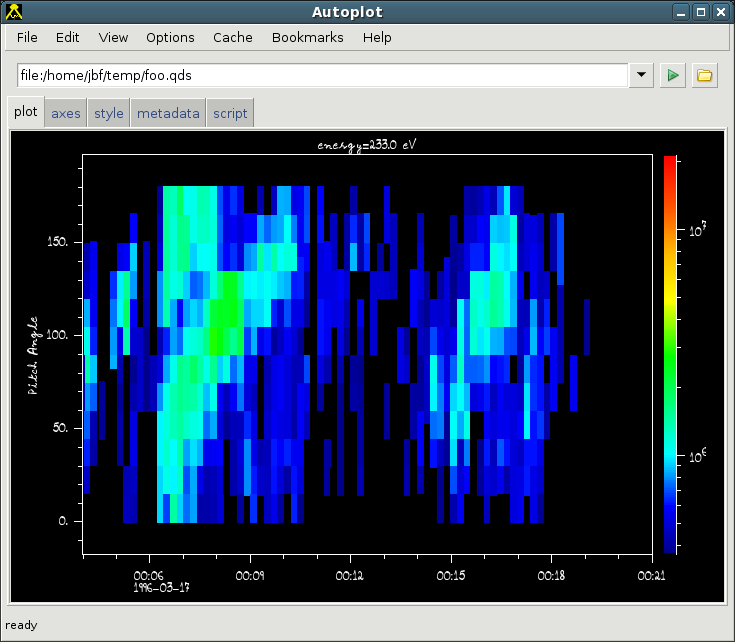 Autoplot
File Edit View Options Cache Bookmarks Help
file:/home/jbf/temp/foo.qds
plot axes style metadata script
energy=233.0 eV
150.
100.
50.
0.
Pitch Angle
10⁷
10⁶
00:06 00:09 00:12 00:15 00:18 00:21
1996-03-17
ready